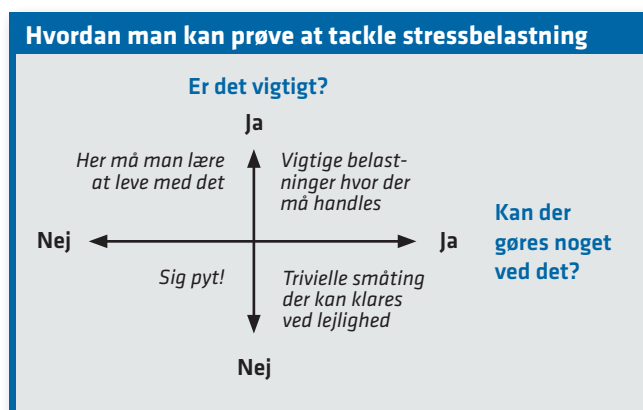 Hvordan man kan prøve at tackle stressbelastning
Er det vigtigt?
Ja
Her må man lære
at leve med det
Vigtige belast-
ninger hvor der
må handles
Nej
Ja
Kan der
gøres noget
ved det?
Sig pyt!
Trivielle småting
der kan klares
ved lejlighed
Nej